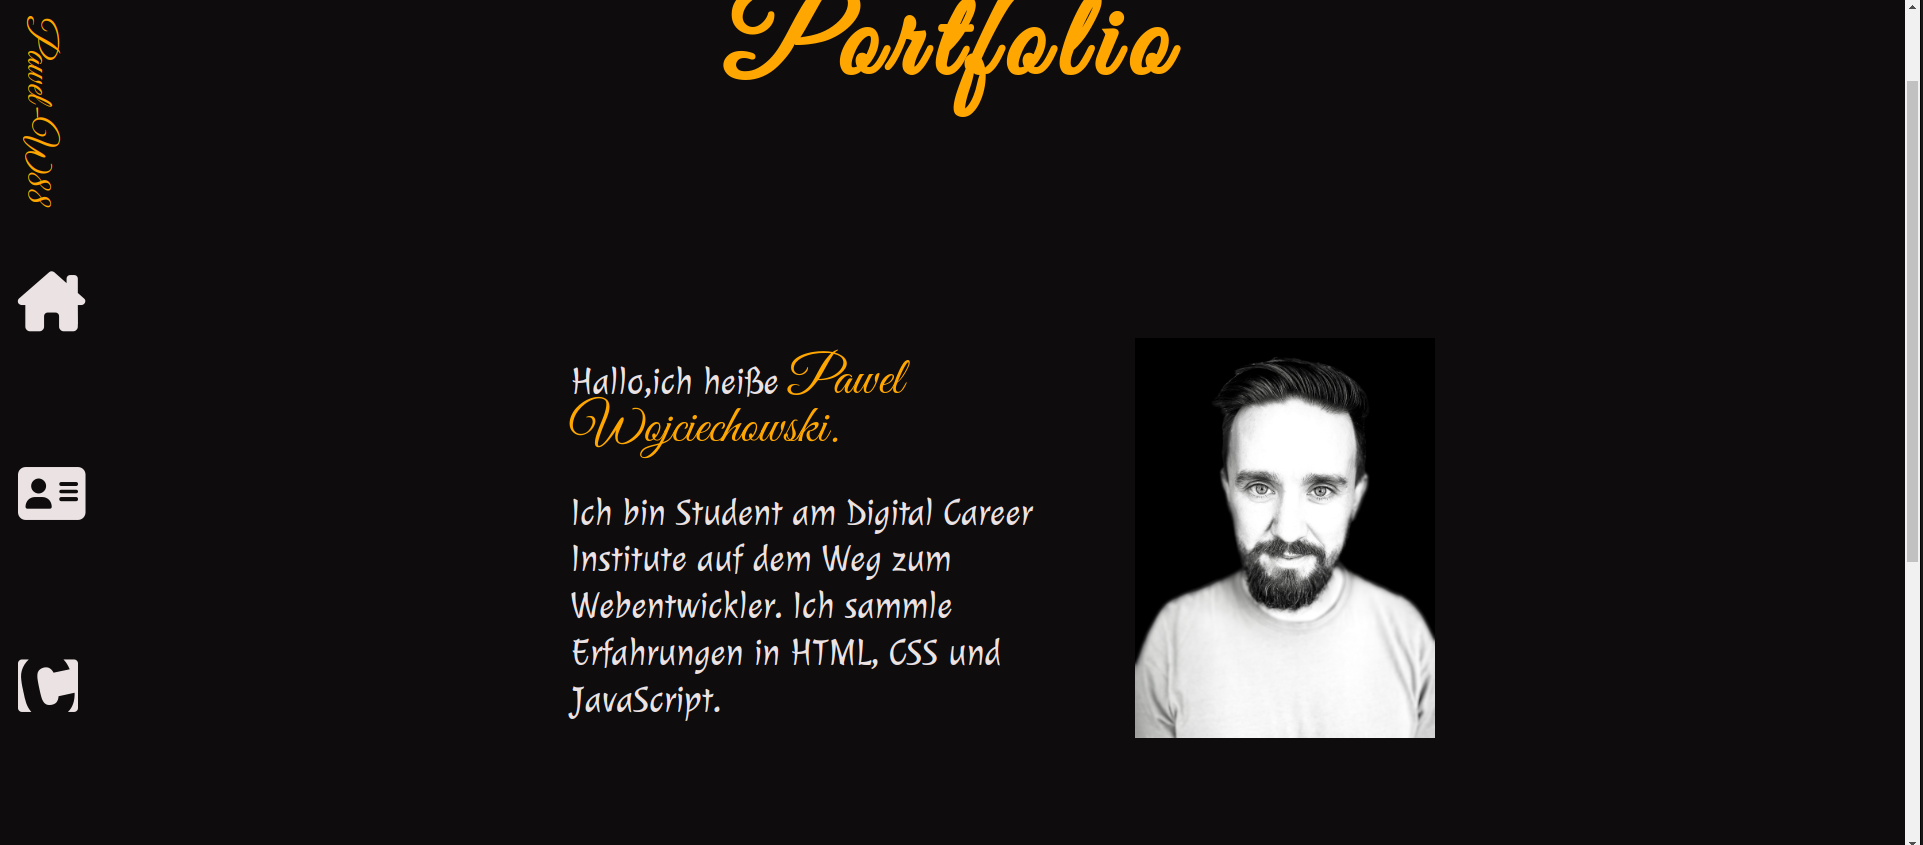 Portfolio
Pawel-W88
Hallo,ich heiße Pawel
Wojciechowski.
Ich bin Student am Digital Career
Institute auf dem Weg zum
Webentwickler. Ich sammle
Erfahrungen in HTML, CSS und
JavaScript.